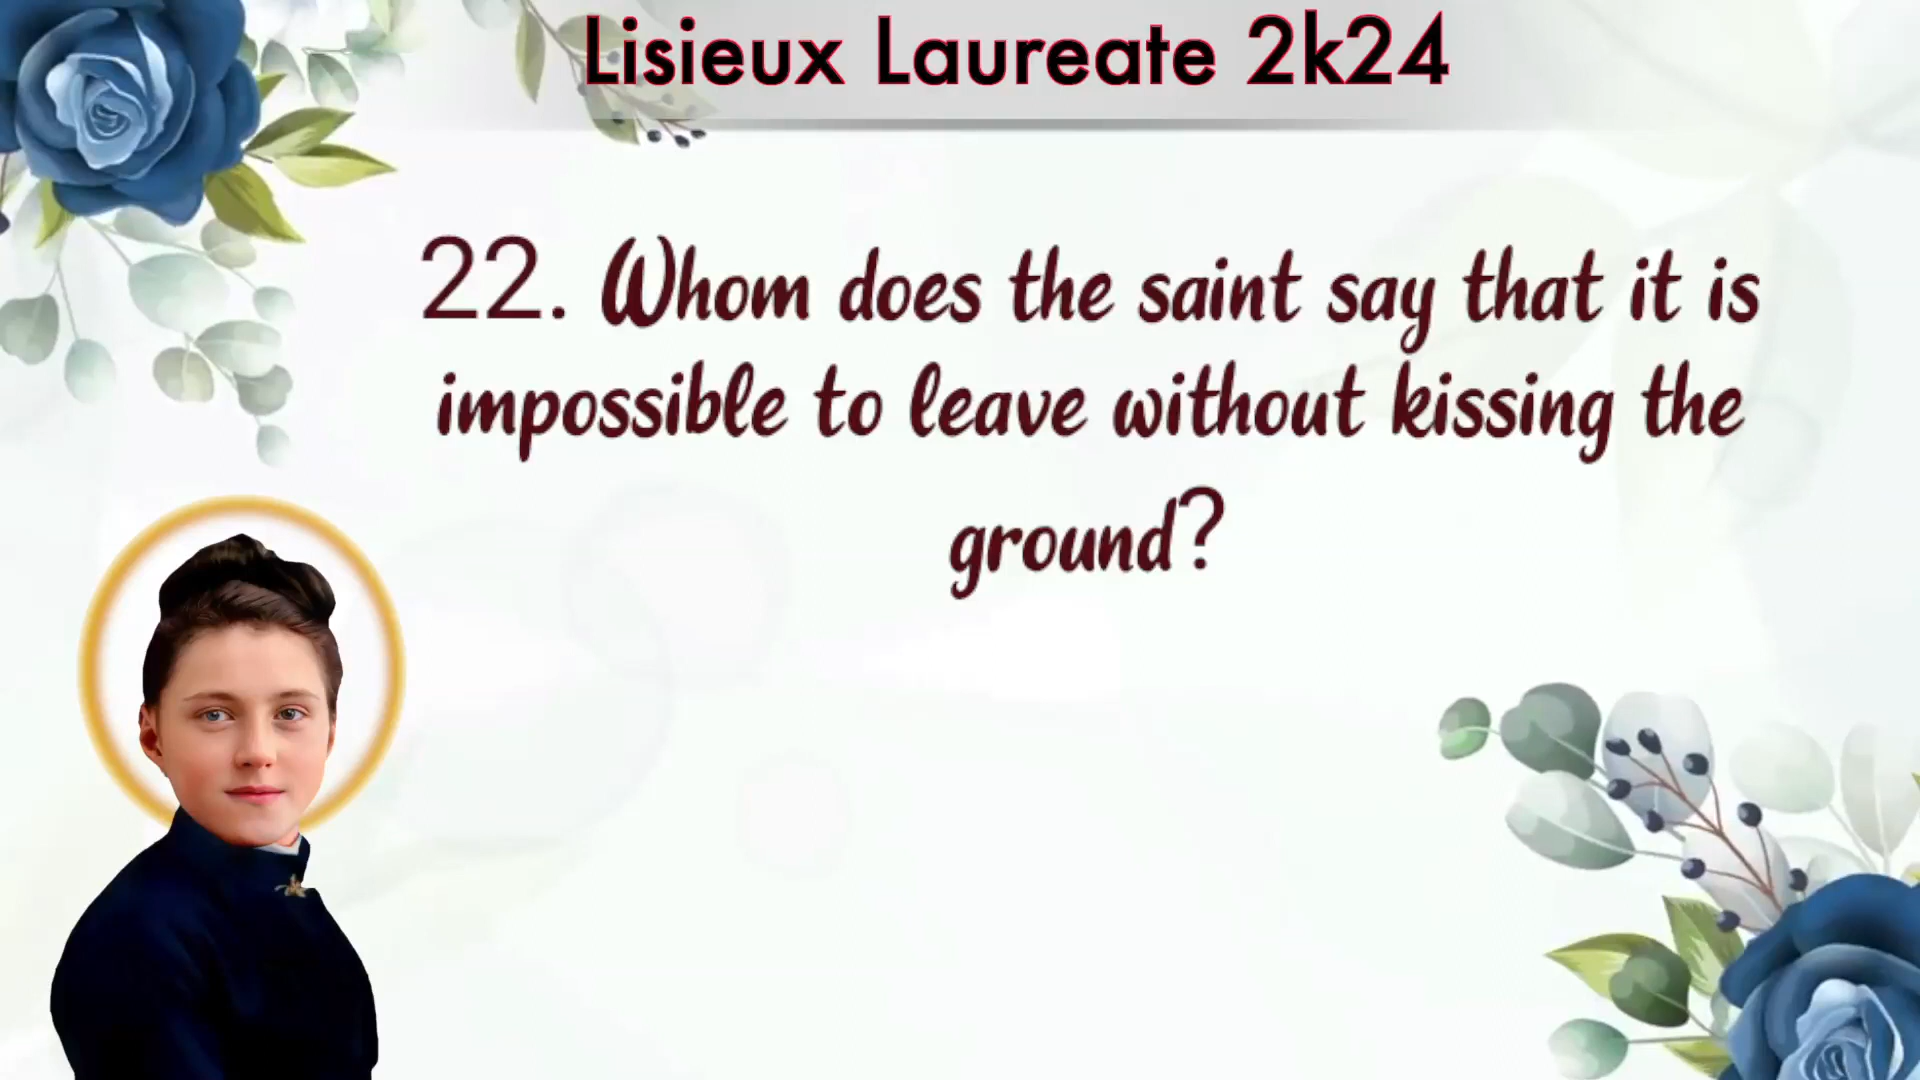 Lisieux Laureate 2k24
22. Whom does the saint say that it is
impossible to leave without kissing the
ground?